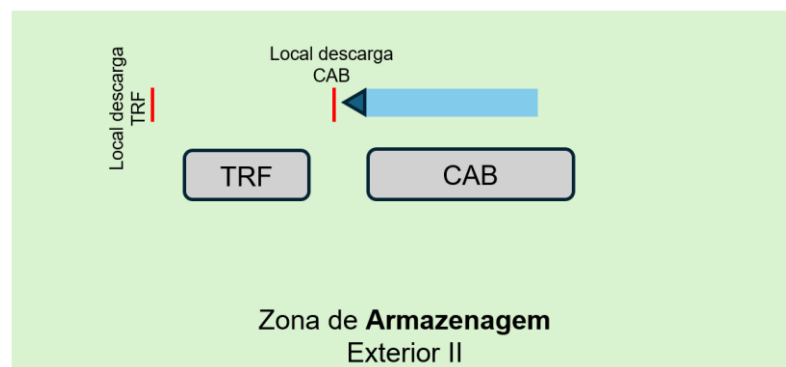 Local descarga
TRF
Local descarga
CAB
TRF
CAB
Zona de Armazenagem
Exterior II